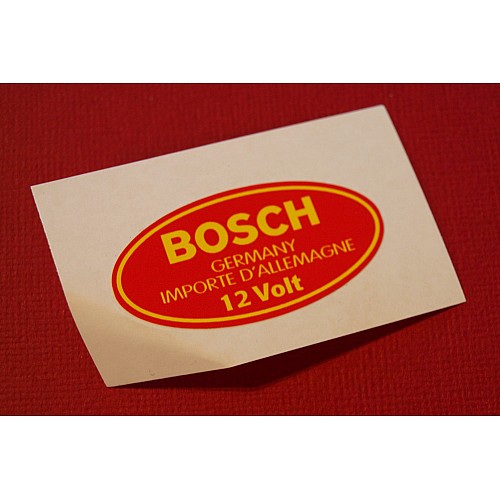 BOSCH
GERMANY
IMPORTE D'ALLEMAGNE
12 Volt